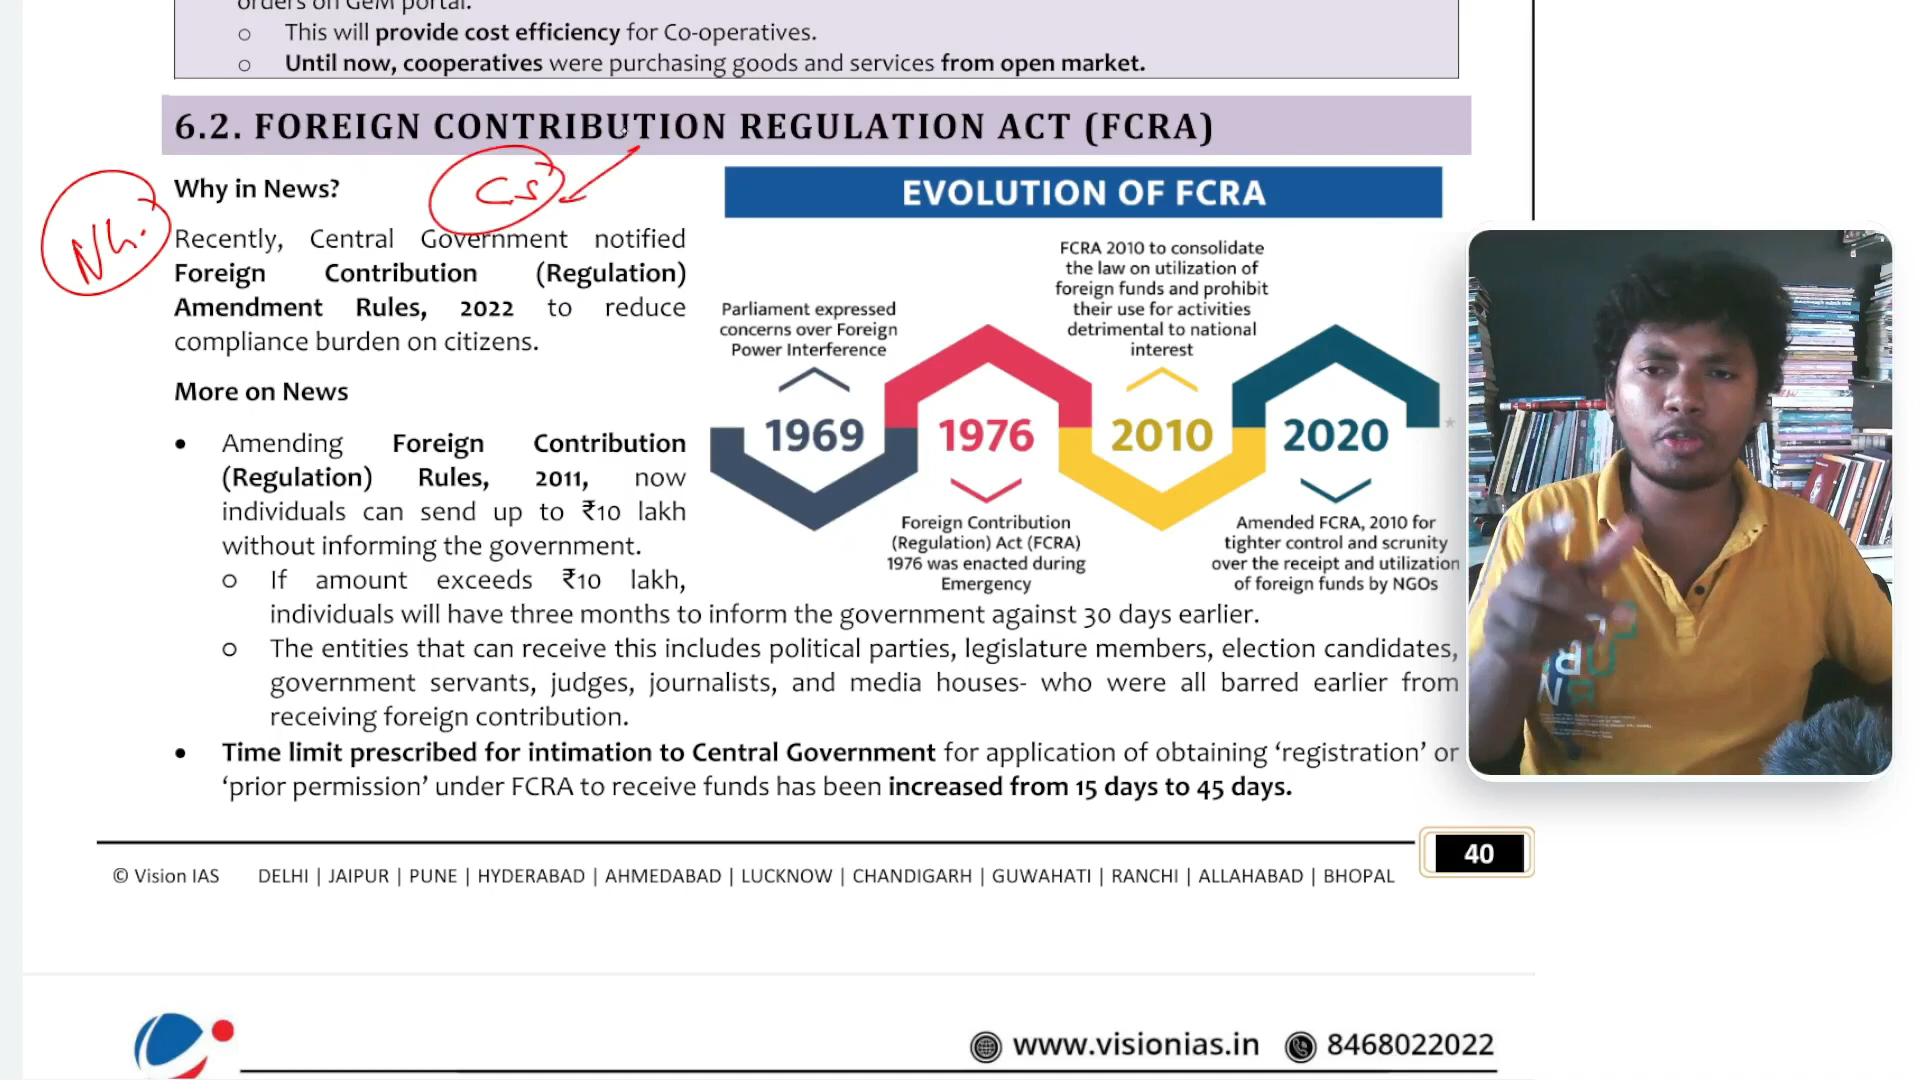 orders on GeM portal.
o This will provide cost efficiency for Co-operatives.
o Until now, cooperatives were purchasing goods and services from open market.
6.2. FOREIGN CONTRIBUTION REGULATION ACT (FCRA)
Why in News?
Recently, Central Government notified
Foreign Contribution (Regulation)
Amendment Rules, 2022 to reduce
compliance burden on citizens.
More on News
• Amending Foreign Contribution
(Regulation) Rules, 2011, now
individuals can send up to ₹10 lakh
without informing the government.
o If amount exceeds ₹10 lakh,
individuals will have three months to inform the government against 30 days earlier.
o The entities that can receive this includes political parties, legislature members, election candidates,
government servants, judges, journalists, and media houses- who were all barred earlier from
receiving foreign contribution.
• Time limit prescribed for intimation to Central Government for application of obtaining ‘registration’ or
‘prior permission’ under FCRA to receive funds has been increased from 15 days to 45 days.
EVOLUTION OF FCRA
Parliament expressed
concerns over Foreign
Power Interference
1969
1976
Foreign Contribution
(Regulation) Act (FCRA)
1976 was enacted during
Emergency
FCRA 2010 to consolidate
the law on utilization of
foreign funds and prohibit
their use for activities
detrimental to national
interest
2010
2020
Amended FCRA, 2010 for
tighter control and scrunity
over the receipt and utilization
of foreign funds by NGOs
40
© Vision IAS DELHI | JAIPUR | PUNE | HYDERABAD | AHMEDABAD | LUCKNOW | CHANDIGARH | GUWAHATI | RANCHI | ALLAHABAD | BHOPAL
www.visionias.in 8468022022